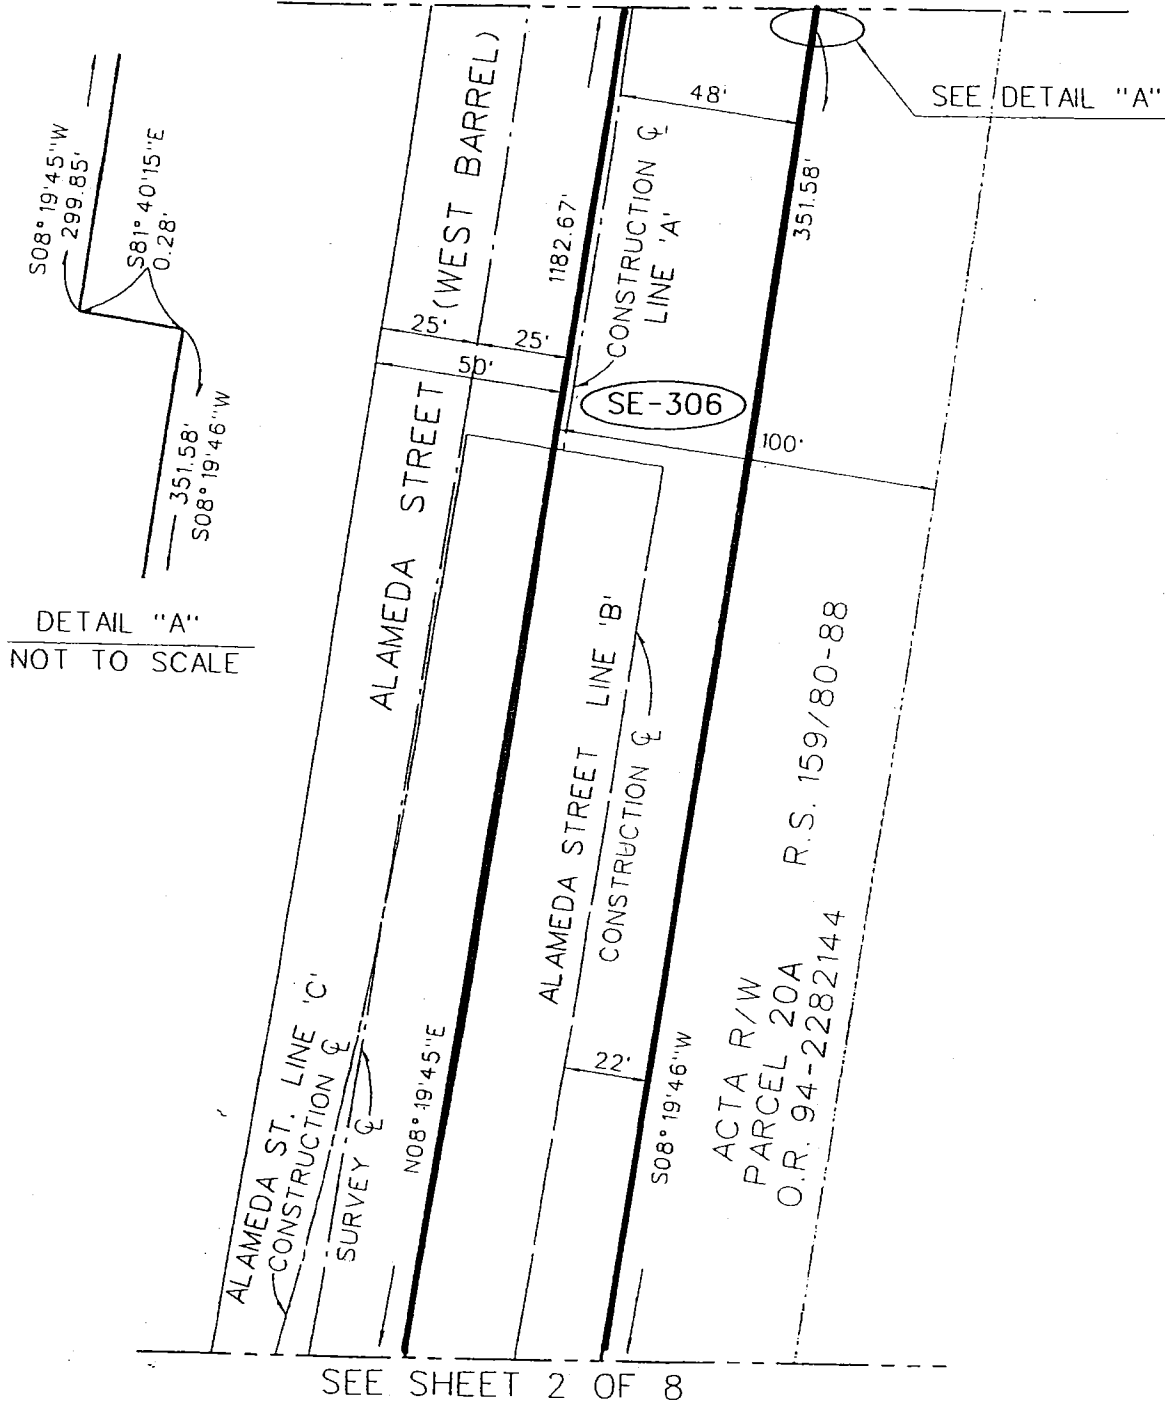 SEE DETAIL "A"
48'
S08°19'45"W
299.85'
S81°40'15"E
0.28'
351.58'
S08°19'46"W
DETAIL "A"
NOT TO SCALE
(WEST BARREL)
1182.67'
CONSTRUCTION ℄
LINE 'A'
351.58'
25'
25'
50'
SE-306
100'
ALAMEDA STREET
ALAMEDA STREET LINE 'B'
CONSTRUCTION ℄
R.S. 159/80-88
ACTA R/W
PARCEL 20A
O.R. 94-2282144
22'
N08°19'45"E
S08°19'46"W
ALAMEDA ST. LINE 'C'
CONSTRUCTION ℄
SURVEY ℄
SEE SHEET 2 OF 8